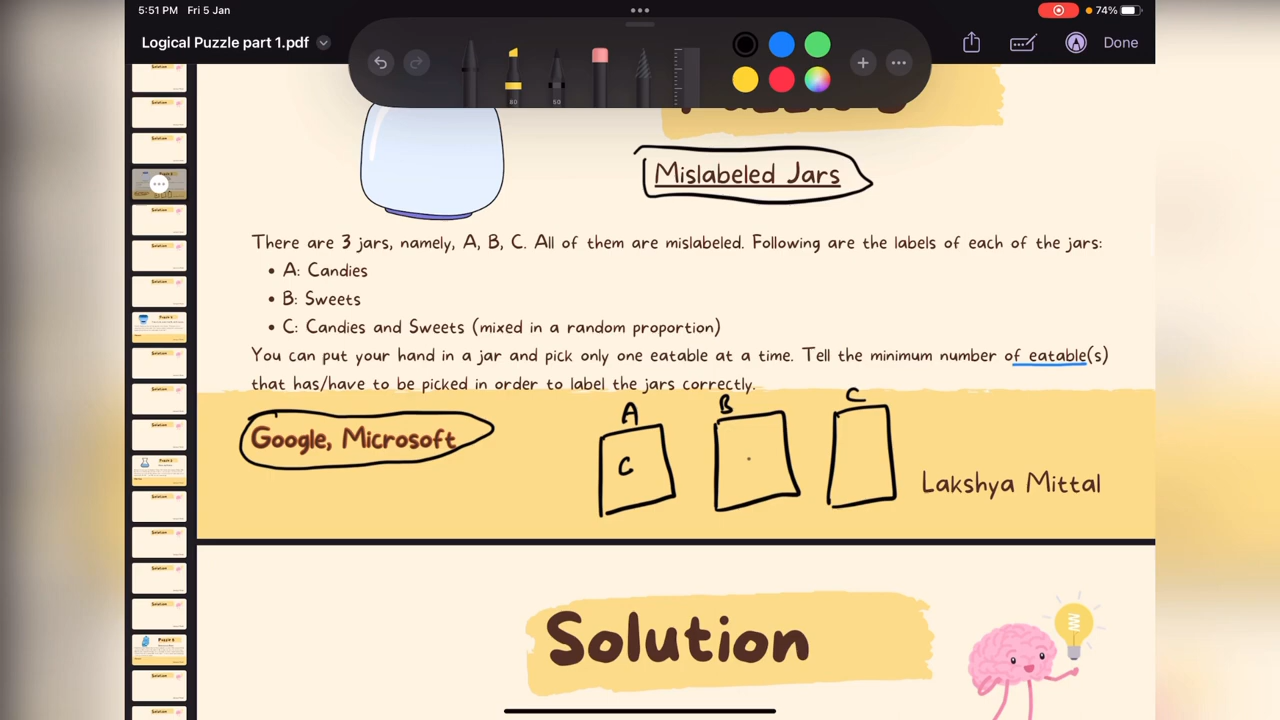 5:51 PM Fri 5 Jan
74%
Logical Puzzle part 1.pdf
Done
8.0
5.0
Mislabeled Jars
There are 3 jars, namely, A, B, C. All of them are mislabeled. Following are the labels of each of the jars:
• A: Candies
• B: Sweets
• C: Candies and Sweets (mixed in a random proportion)
You can put your hand in a jar and pick only one eatable at a time. Tell the minimum number of eatable(s)
that has/have to be picked in order to label the jars correctly.
A B C
Google, Microsoft
C
Lakshya Mittal
Solution